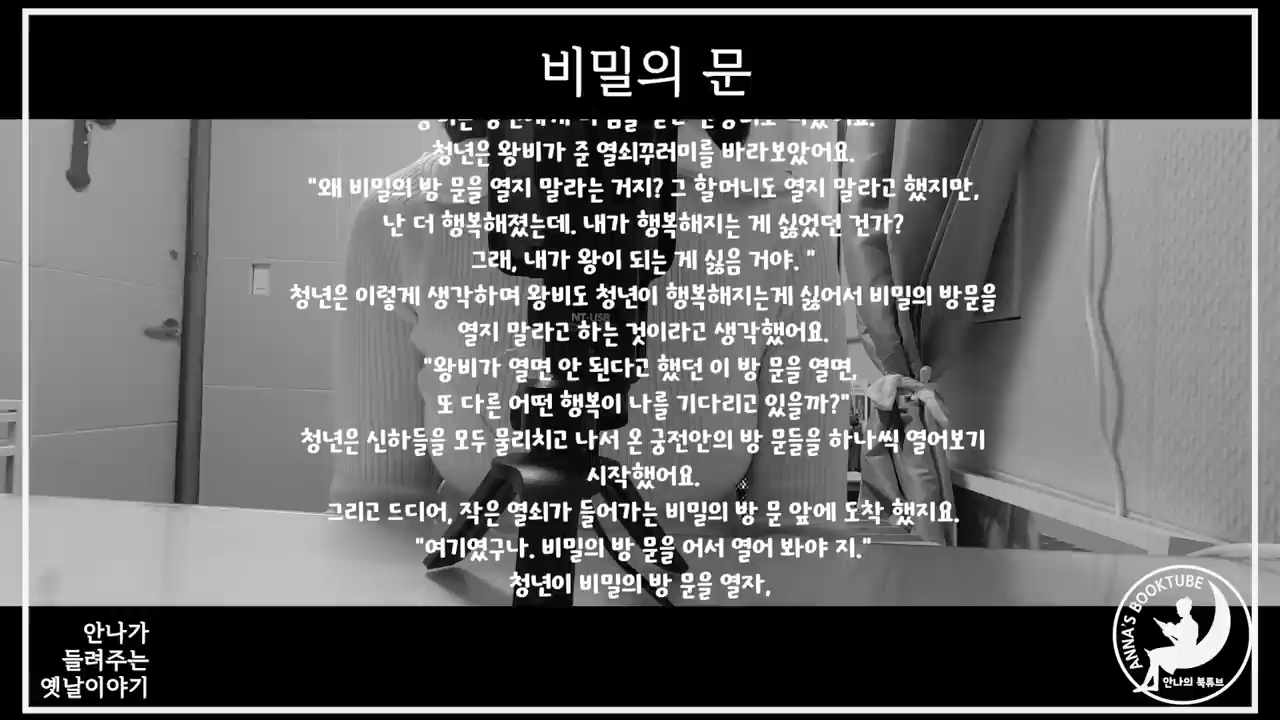 비밀의 문
청년은 왕비가 준 열쇠꾸러미를 바라보았어요.
"왜 비밀의 방 문을 열지 말라는 거지? 그 할머니도 열지 말라고 했지만,
난 더 행복해졌는데. 내가 행복해지는 게 싫었던 건가?
그래, 내가 왕이 되는 게 싫음 거야. "
청년은 이렇게 생각하며 왕비도 청년이 행복해지는게 싫어서 비밀의 방문을
열지 말라고 하는 것이라고 생각했어요.
"왕비가 열면 안 된다고 했던 이 방 문을 열면,
또 다른 어떤 행복이 나를 기다리고 있을까?"
청년은 신하들을 모두 물리치고 나서 온 궁전안의 방 문들을 하나씩 열어보기
시작했어요.
그리고 드디어, 작은 열쇠가 들어가는 비밀의 방 문 앞에 도착 했지요.
"여기였구나. 비밀의 방 문을 어서 열어 봐야 지."
청년이 비밀의 방 문을 열자,
NT-USB
안나가
들려주는
옛날이야기
ANNA'S BOOKTUBE
안나의 북튜브